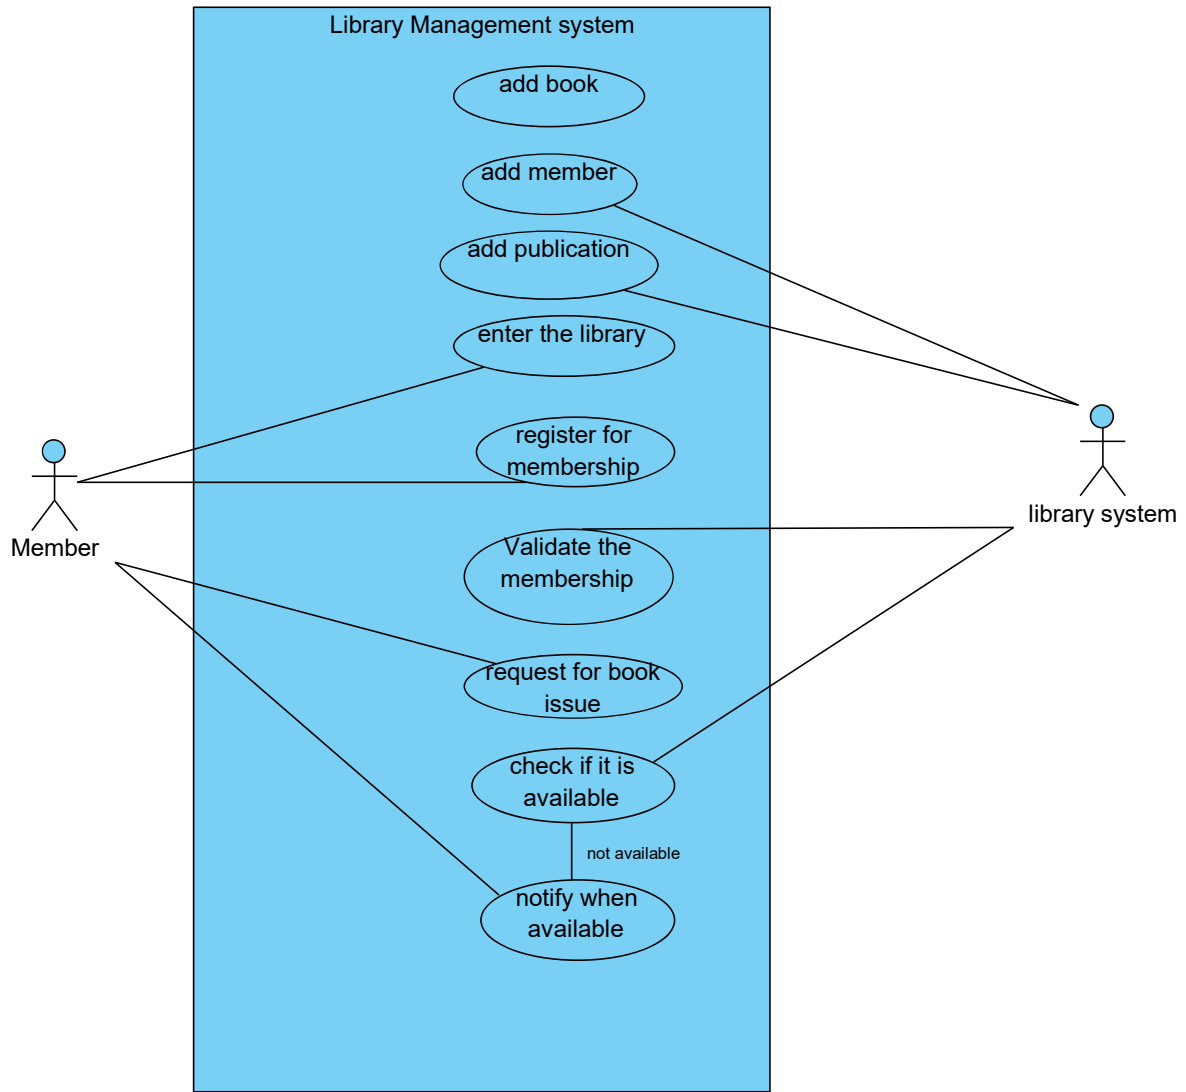 Library Management system
add book
add member
add publication
enter the library
register for
membership
Member
library system
Validate the
membership
request for book
issue
check if it is
available
not available
notify when
available